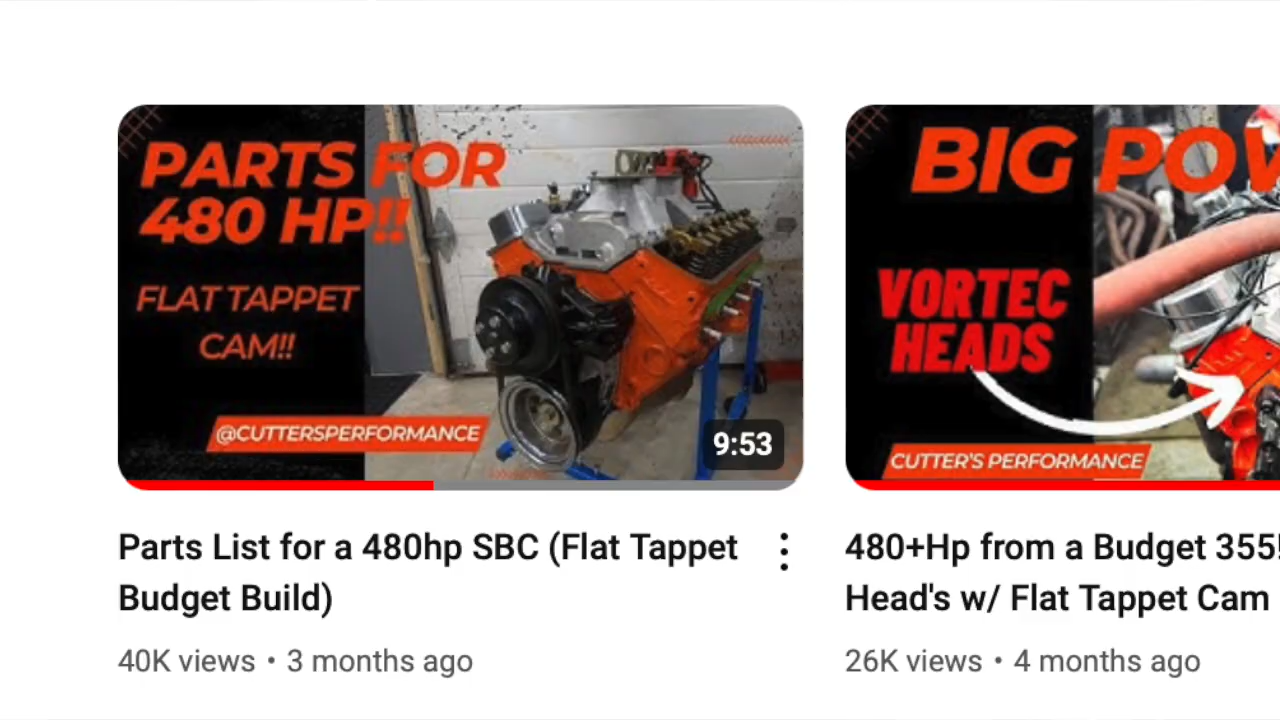 PARTS FOR
480 HP!!
FLAT TAPPET
CAM!!
@CUTTERSPERFORMANCE
9:53
Parts List for a 480hp SBC (Flat Tappet
Budget Build)
40K views • 3 months ago
BIG POW
VORTEC
HEADS
CUTTER'S PERFORMANCE
480+Hp from a Budget 355!
Head's w/ Flat Tappet Cam
26K views • 4 months ago